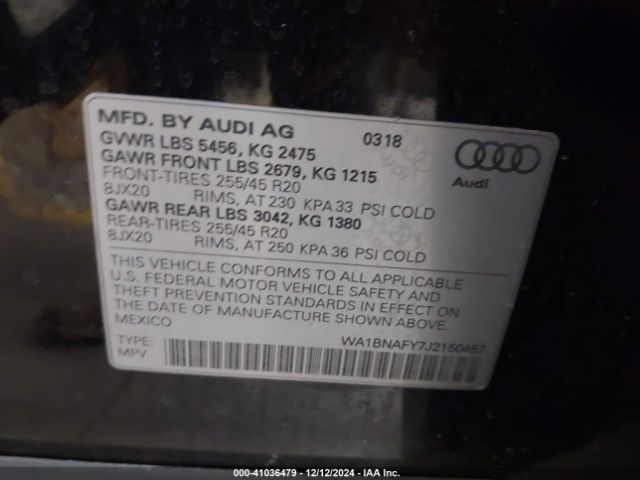 MFD. BY AUDI AG 0318
GVWR LBS 5456, KG 2475
GAWR FRONT LBS 2679, KG 1215
FRONT-TIRES 255/45 R20
8JX20 RIMS, AT 230 KPA 33 PSI COLD
GAWR REAR LBS 3042, KG 1380
REAR-TIRES 255/45 R20
8JX20 RIMS, AT 250 KPA 36 PSI COLD
Audi
THIS VEHICLE CONFORMS TO ALL APPLICABLE
U.S. FEDERAL MOTOR VEHICLE SAFETY AND
THEFT PREVENTION STANDARDS IN EFFECT ON
THE DATE OF MANUFACTURE SHOWN ABOVE.
MEXICO
TYPE: WA1BNAFY7J2150457
MPV
000-41036479 - 12/12/2024 - IAA Inc.